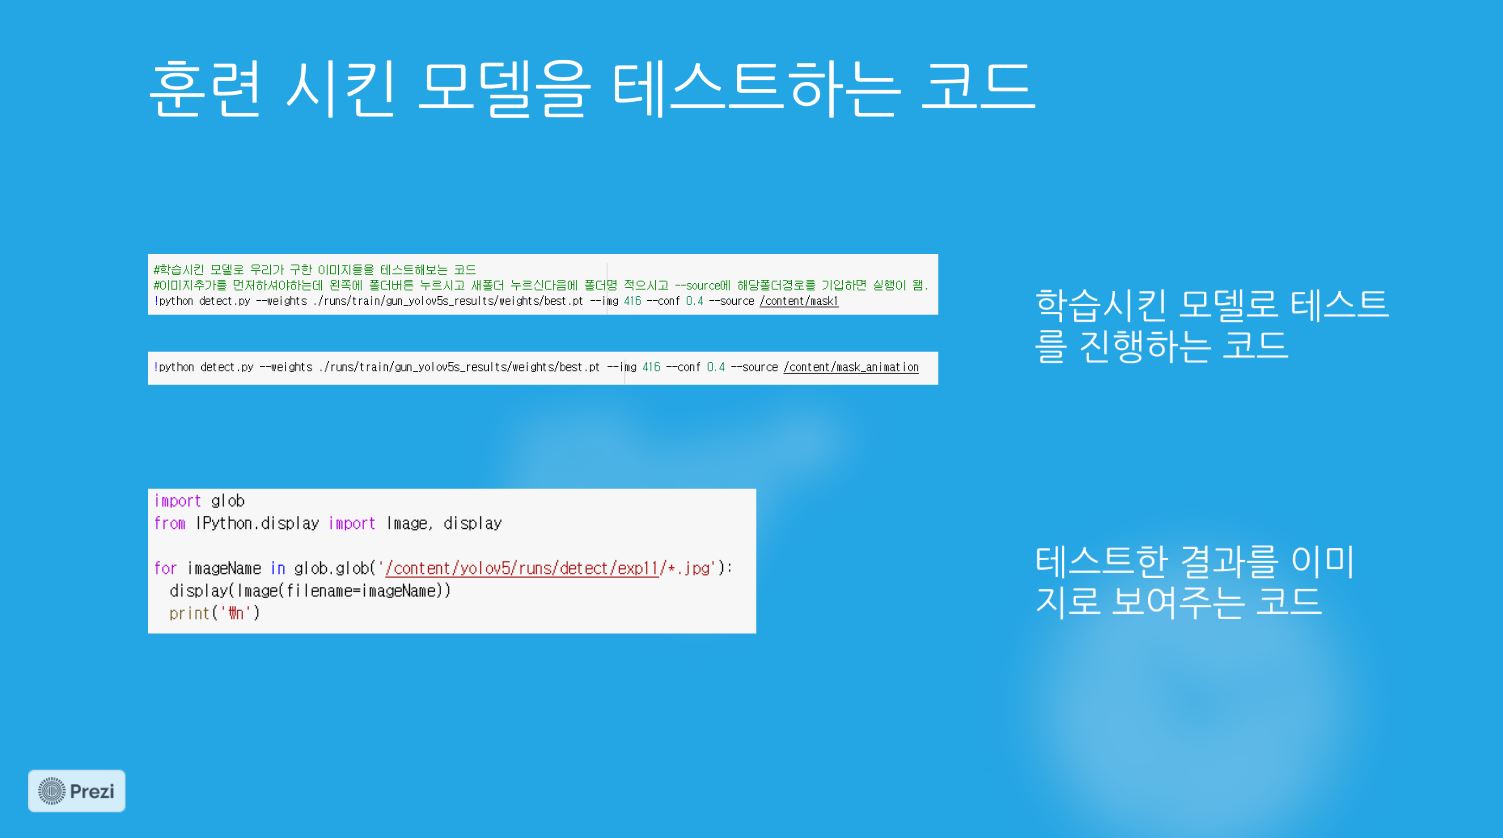 훈련 시킨 모델을 테스트하는 코드
#학습시킨 모델로 우리가 구한 이미지들을 테스트해보는 코드
#이미지추가를 먼저하셔야하는데 왼쪽에 폴더버튼 누르시고 새폴더 누르신다음에 폴더명 적으시고 --source에 해당폴더경로를 기입하면 실행이 됌.
!python detect.py --weights ./runs/train/gun_yolov5s_results/weights/best.pt --img 416 --conf 0.4 --source /content/mask1
!python detect.py --weights ./runs/train/gun_yolov5s_results/weights/best.pt --img 416 --conf 0.4 --source /content/mask_animation
학습시킨 모델로 테스트
를 진행하는 코드
import glob
from IPython.display import Image, display
for imageName in glob.glob('/content/yolov5/runs/detect/exp11/*.jpg'):
display(Image(filename=imageName))
print('₩n')
테스트한 결과를 이미
지로 보여주는 코드
Prezi